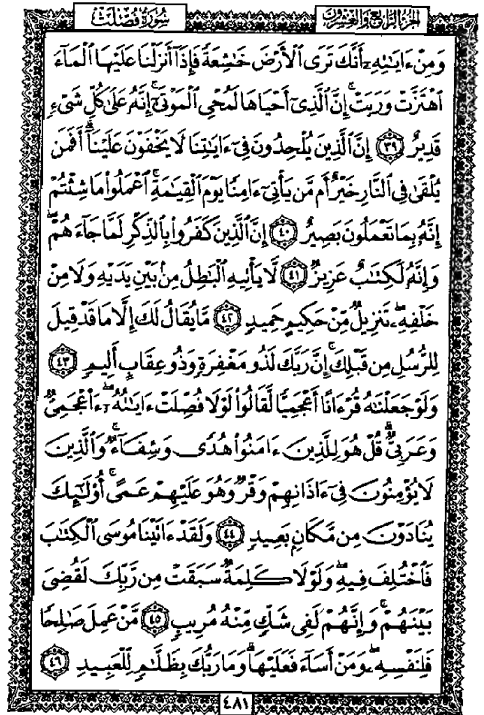 الجزء الرابع والعشرون
سورة فصلت
وَمِنْ ءَايَٰتِهِۦٓ أَنَّكَ تَرَى ٱلْأَرْضَ خَٰشِعَةً فَإِذَآ أَنزَلْنَا عَلَيْهَا ٱلْمَآءَ
ٱهْتَزَّتْ وَرَبَتْ ۚ إِنَّ ٱلَّذِىٓ أَحْيَاهَا لَمُحْىِ ٱلْمَوْتَىٰٓ ۚ إِنَّهُۥ عَلَىٰ كُلِّ شَىْءٍ
قَدِيرٌ ٣٩ إِنَّ ٱلَّذِينَ يُلْحِدُونَ فِىٓ ءَايَٰتِنَا لَا يَخْفَوْنَ عَلَيْنَآ ۗ أَفَمَن
يُلْقَىٰ فِى ٱلنَّارِ خَيْرٌ أَم مَّن يَأْتِىٓ ءَامِنًا يَوْمَ ٱلْقِيَٰمَةِ ۚ ٱعْمَلُوا۟ مَا شِئْتُمْ ۖ
إِنَّهُۥ بِمَا تَعْمَلُونَ بَصِيرٌ ٤٠ إِنَّ ٱلَّذِينَ كَفَرُوا۟ بِٱلذِّكْرِ لَمَّا جَآءَهُمْ ۖ
وَإِنَّهُۥ لَكِتَٰبٌ عَزِيزٌ ٤١ لَّا يَأْتِيهِ ٱلْبَٰطِلُ مِنۢ بَيْنِ يَدَيْهِ وَلَا مِنْ
خَلْفِهِۦ ۖ تَنزِيلٌ مِّنْ حَكِيمٍ حَمِيدٍ ٤٢ مَّا يُقَالُ لَكَ إِلَّا مَا قَدْ قِيلَ
لِلرُّسُلِ مِن قَبْلِكَ ۚ إِنَّ رَبَّكَ لَذُو مَغْفِرَةٍ وَذُو عِقَابٍ أَلِيمٍ ٤٣
وَلَوْ جَعَلْنَٰهُ قُرْءَانًا أَعْجَمِيًّا لَّقَالُوا۟ لَوْلَا فُصِّلَتْ ءَايَٰتُهُۥٓ ۖ ءَا۬عْجَمِىٌّ
وَعَرَبِىٌّ ۗ قُلْ هُوَ لِلَّذِينَ ءَامَنُوا۟ هُدًى وَشِفَآءٌ ۖ وَٱلَّذِينَ
لَا يُؤْمِنُونَ فِىٓ ءَاذَانِهِمْ وَقْرٌ وَهُوَ عَلَيْهِمْ عَمًى ۚ أُو۟لَٰٓئِكَ
يُنَادَوْنَ مِن مَّكَانٍۭ بَعِيدٍ ٤٤ وَلَقَدْ ءَاتَيْنَا مُوسَى ٱلْكِتَٰبَ
فَٱخْتُلِفَ فِيهِ ۗ وَلَوْلَا كَلِمَةٌ سَبَقَتْ مِن رَّبِّكَ لَقُضِىَ
بَيْنَهُمْ ۚ وَإِنَّهُمْ لَفِى شَكٍّ مِّنْهُ مُرِيبٍ ٤٥ مَّنْ عَمِلَ صَٰلِحًا
فَلِنَفْسِهِۦ ۖ وَمَنْ أَسَآءَ فَعَلَيْهَا ۗ وَمَا رَبُّكَ بِظَلَّٰمٍ لِّلْعَبِيدِ ٤٦
٤٨١